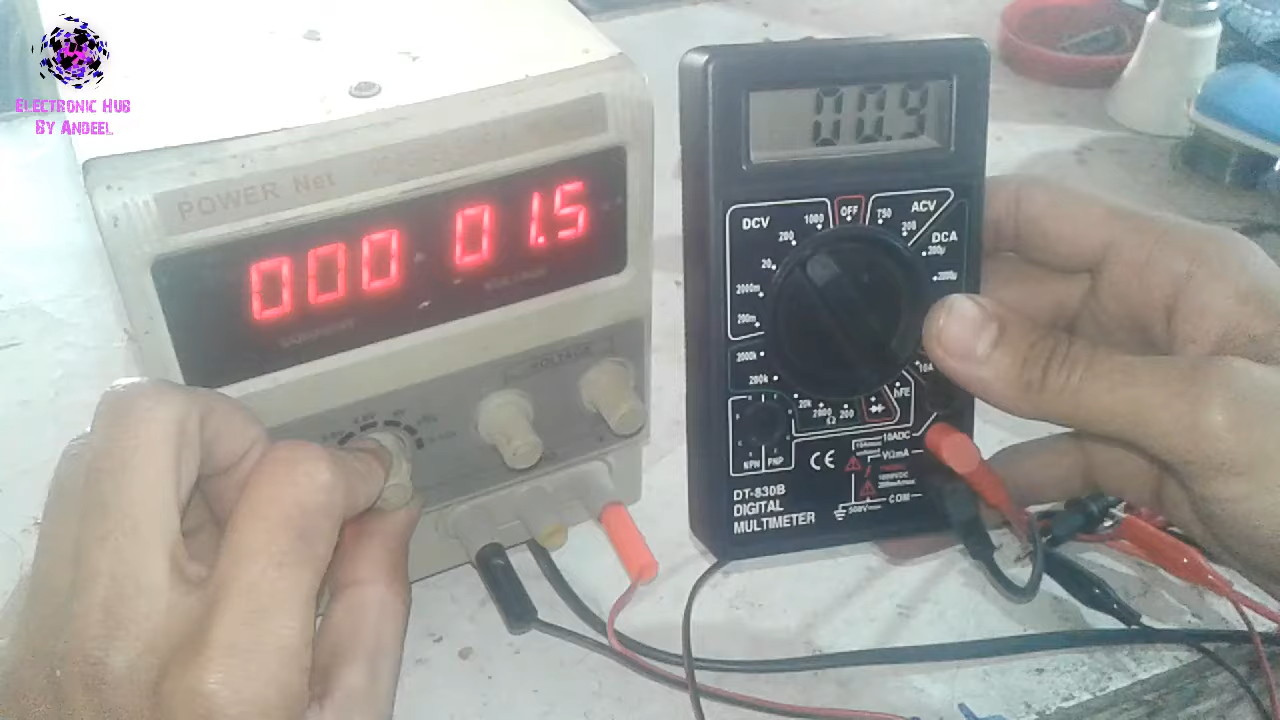 ELECTRONIC HUB
BY ANDEEL
POWER Net
000 01.5
VOLTAGE
00.9
DCV
1000
OFF
750
ACV
200
200
DCA
20
200µ
2000m
2000µ
200m
2000k
10A
200k
hFE
20k
2000
200
Ω
10ADC
VΩmA
NPN
PNP
CE
COM
DT-830B
DIGITAL
MULTIMETER